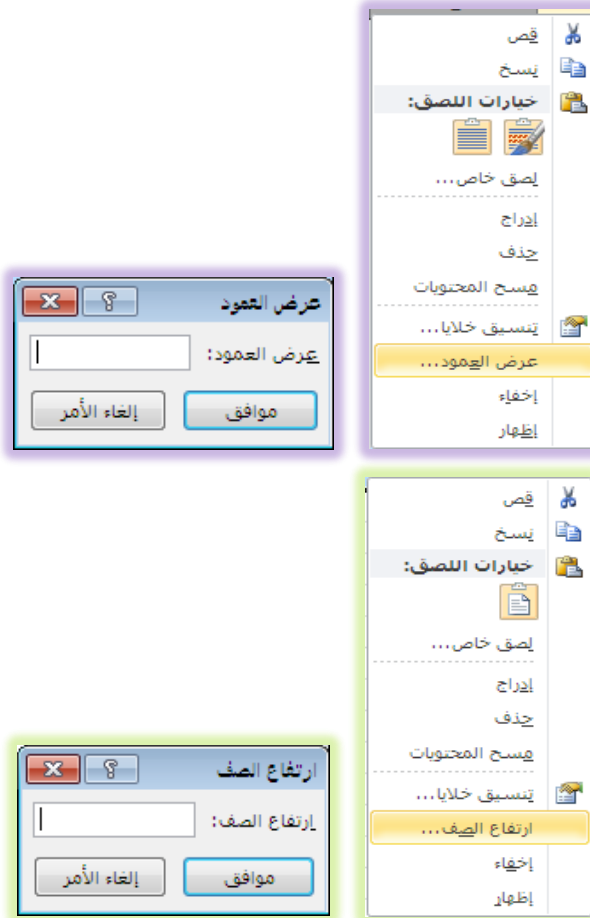 قص
نسخ
خيارات اللصق:
لصق خاص...
إدراج
حذف
مسح المحتويات
تنسيق خلايا...
عرض العمود...
إخفاء
إظهار
عرض العمود
عرض العمود:
موافق
إلغاء الأمر
قص
نسخ
خيارات اللصق:
لصق خاص...
إدراج
حذف
مسح المحتويات
تنسيق خلايا...
ارتفاع الصف...
إخفاء
إظهار
ارتفاع الصف
إرتفاع الصف:
موافق
إلغاء الأمر